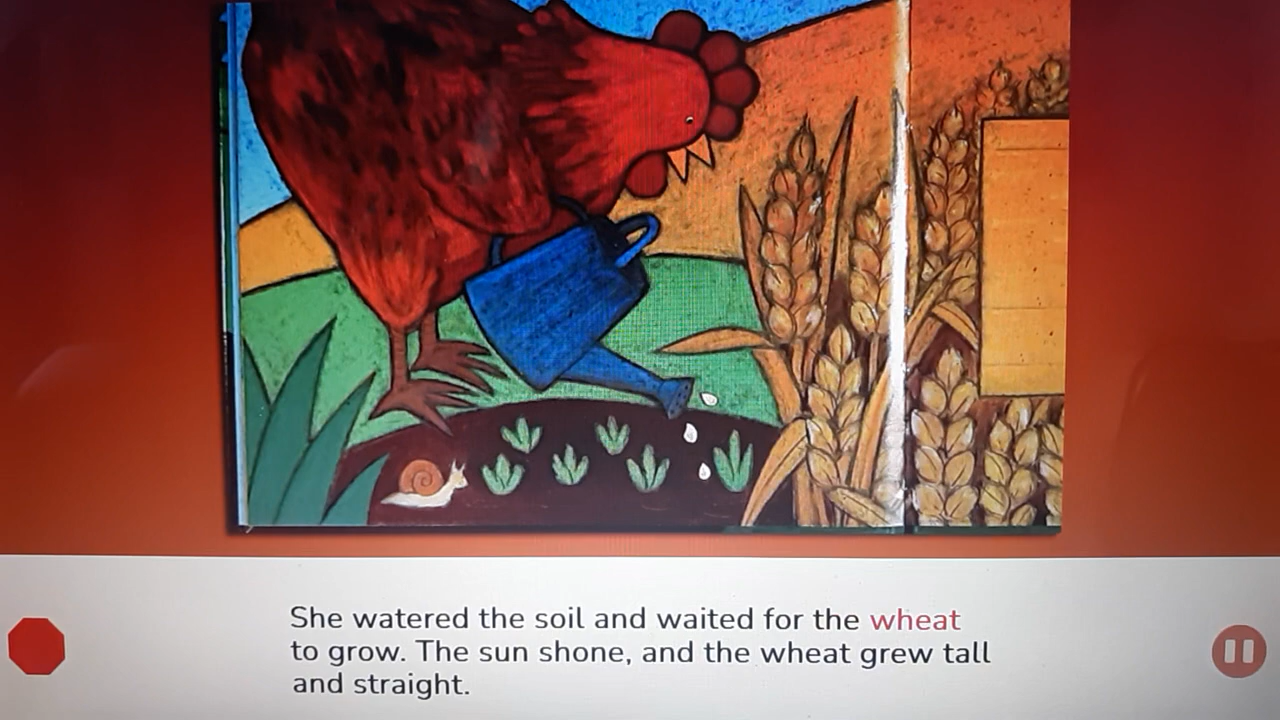 She watered the soil and waited for the wheat
to grow. The sun shone, and the wheat grew tall
and straight.